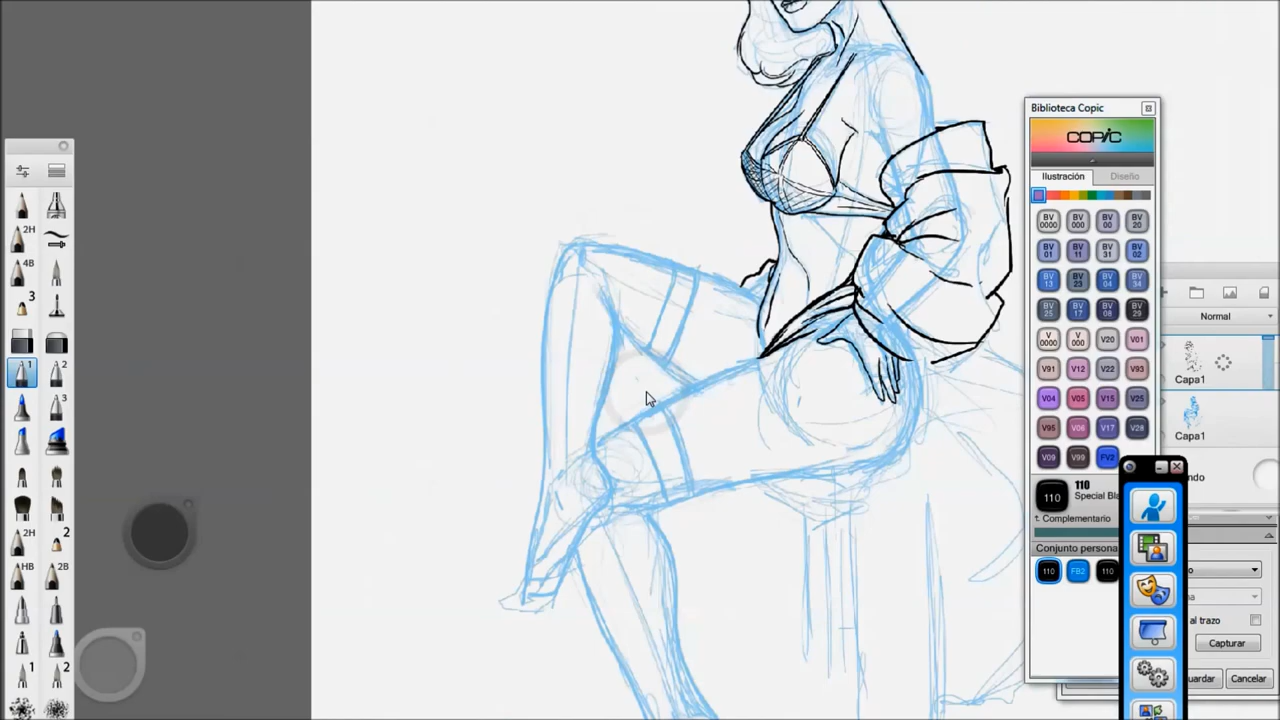 Biblioteca Copic
COPIC
Ilustración Diseño
BV 0000 BV 000 BV 00 BV 20
BV 01 BV 11 BV 31 BV 02
BV 13 BV 23 BV 04 BV 34
BV 25 BV 17 BV 08 BV 29
V 0000 V 000 V20 V01
V91 V12 V22 V93
V04 V05 V15 V25
V95 V06 V17 V28
V09 V99 FV2
110 110
Special Bla
t. Complementario
Conjunto persona
110 FB2 110
2H
4B
3
1 2
3
2H 2
HB 2B
1 2
Normal
Capa1
Capa1
ndo
o
na
al trazo
Capturar
uardar Cancelar